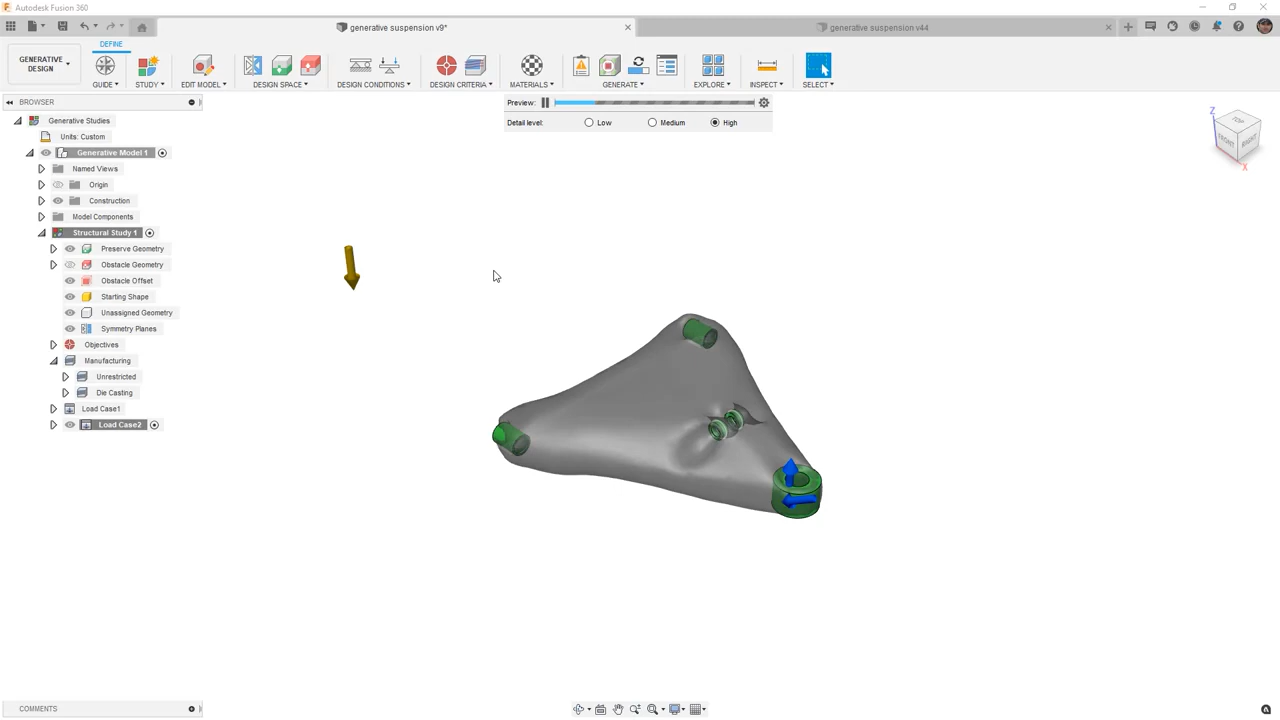 Autodesk Fusion 360
generative suspension v9*
generative suspension v44
GENERATIVE DESIGN
DEFINE
GUIDE
STUDY
EDIT MODEL
DESIGN SPACE
DESIGN CONDITIONS
DESIGN CRITERIA
MATERIALS
GENERATE
EXPLORE
INSPECT
SELECT
BROWSER
Preview:
Detail level:
Low
Medium
High
Generative Studies
Units: Custom
Generative Model 1
Named Views
Origin
Construction
Model Components
Structural Study 1
Preserve Geometry
Obstacle Geometry
Obstacle Offset
Starting Shape
Unassigned Geometry
Symmetry Planes
Objectives
Manufacturing
Unrestricted
Die Casting
Load Case1
Load Case2
Z
TOP
FRONT
RIGHT
X
COMMENTS